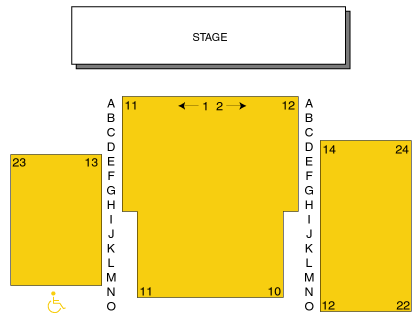 STAGE
A 11 1 2 12 A
B B
C C
D D 14 24
23 13 E E
F F
G G
H H
I I
J J
K K
L L
M M
N 11 10 N
O O 12 22